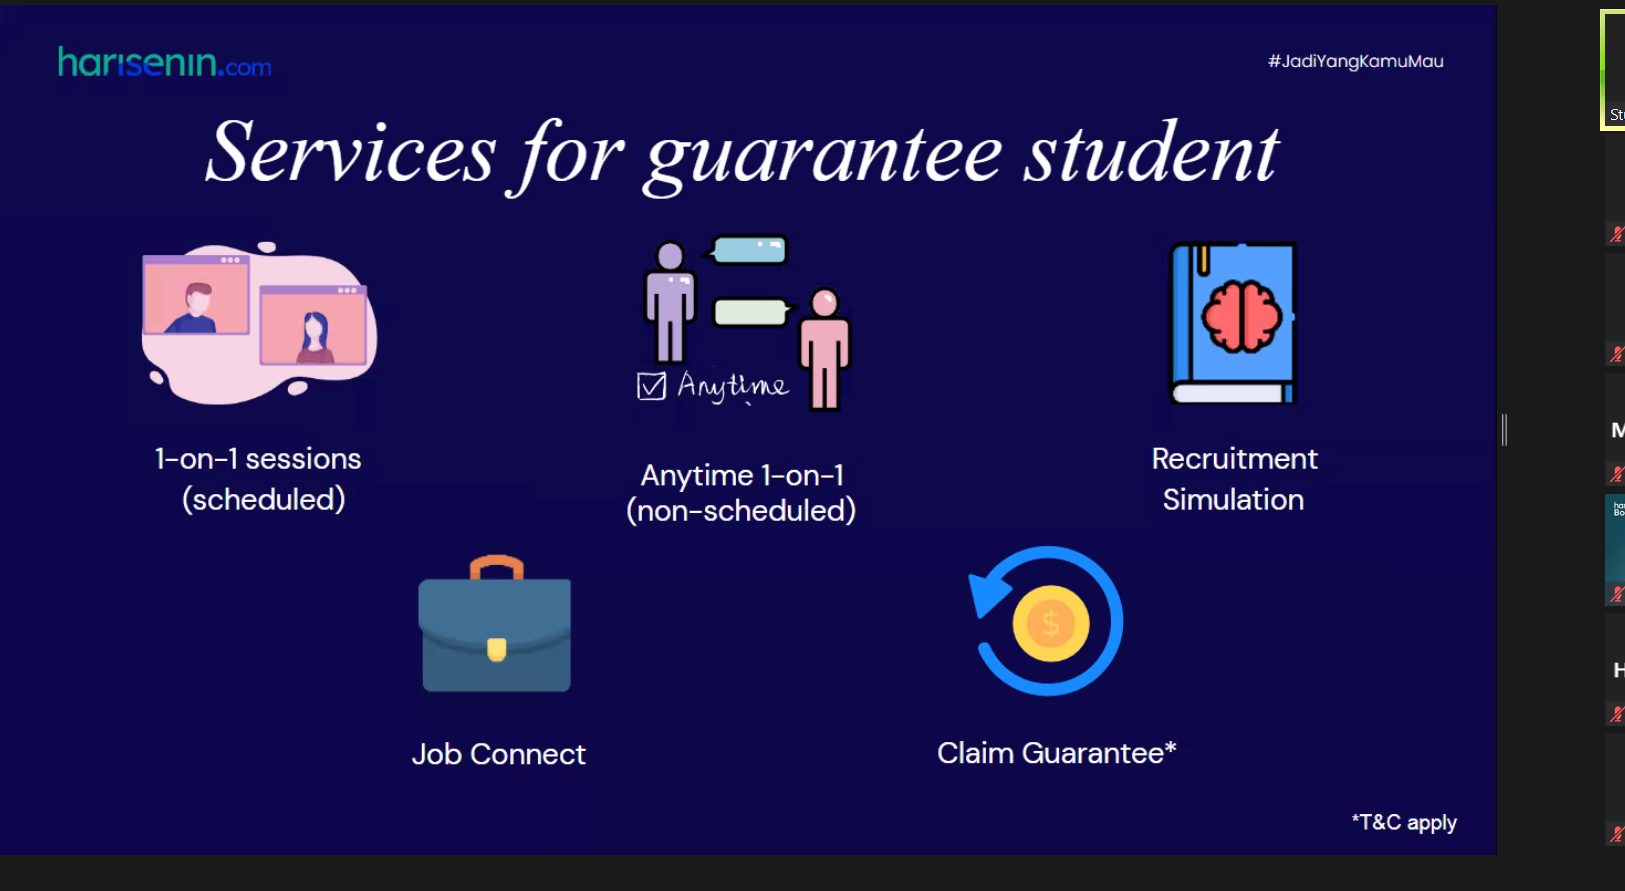 harisenin.com
#JadiYangKamuMau
Services for guarantee student
Anytime
1-on-1 sessions
(scheduled)
Anytime 1-on-1
(non-scheduled)
Recruitment
Simulation
$
Job Connect
Claim Guarantee*
*T&C apply
St
M
H